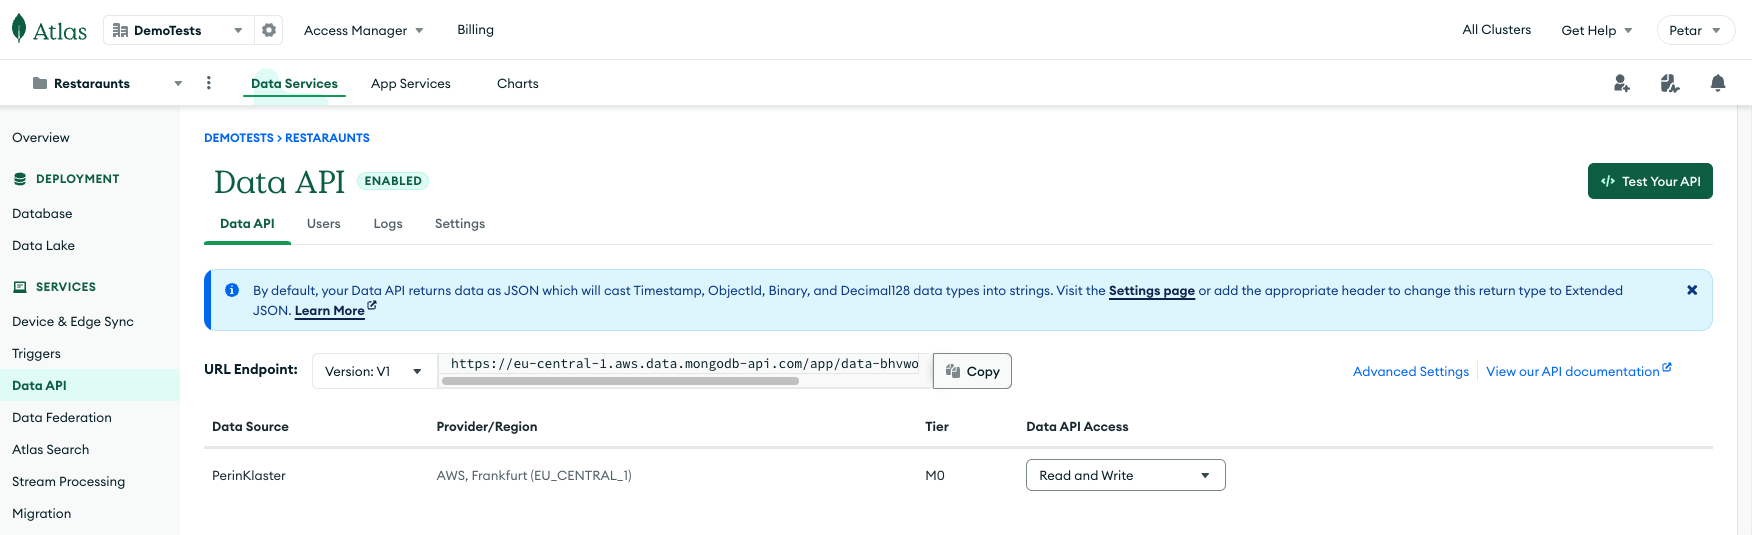 Atlas
DemoTests
Access Manager
Billing
All Clusters
Get Help
Petar
Restaraunts
Data Services
App Services
Charts
Overview
DEPLOYMENT
Database
Data Lake
SERVICES
Device & Edge Sync
Triggers
Data API
Data Federation
Atlas Search
Stream Processing
Migration
DEMOTESTS > RESTARAUNTS
Data API ENABLED
Test Your API
Data API
Users
Logs
Settings
By default, your Data API returns data as JSON which will cast Timestamp, ObjectId, Binary, and Decimal128 data types into strings. Visit the Settings page or add the appropriate header to change this return type to Extended
JSON. Learn More
URL Endpoint:
Version: V1
https://eu-central-1.aws.data.mongodb-api.com/app/data-bhvwo
Copy
Advanced Settings
View our API documentation
Data Source Provider/Region Tier Data API Access
PerinKlaster AWS, Frankfurt (EU_CENTRAL_1) M0 Read and Write